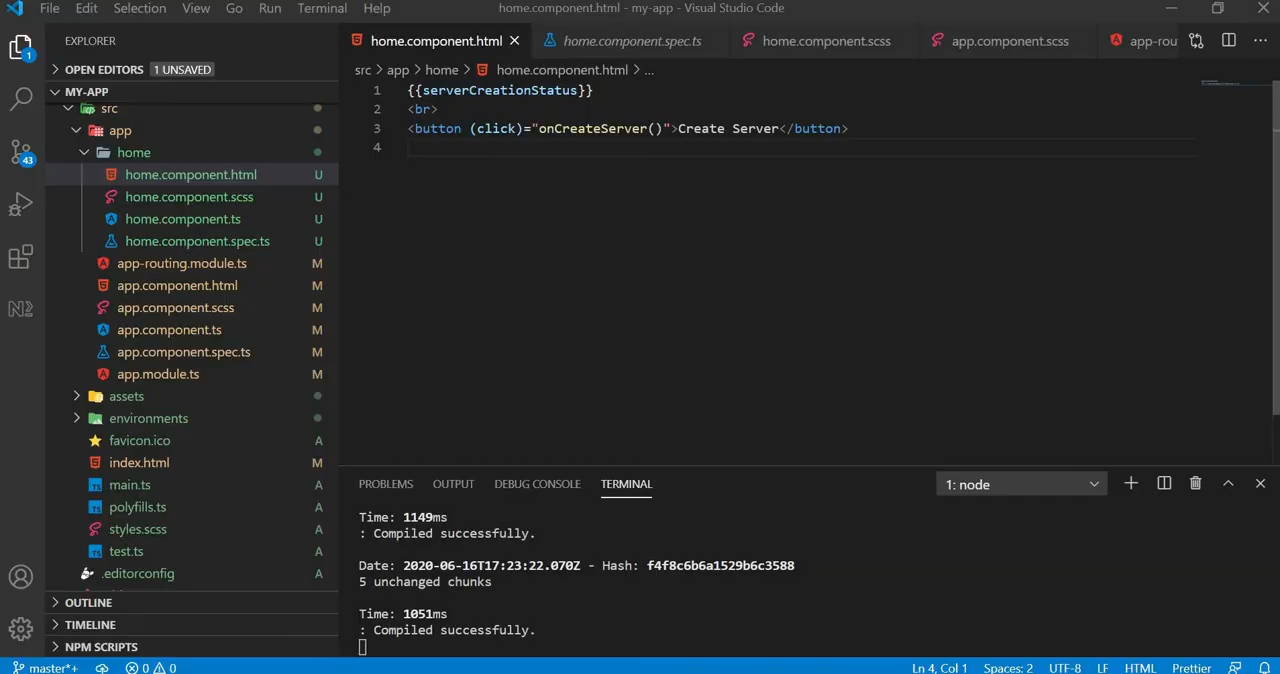 File Edit Selection View Go Run Terminal Help home.component.html - my-app - Visual Studio Code
EXPLORER
1
OPEN EDITORS 1 UNSAVED
MY-APP
src
app
home
home.component.html U
home.component.scss U
home.component.ts U
home.component.spec.ts U
app-routing.module.ts M
app.component.html M
app.component.scss M
app.component.ts M
app.component.spec.ts M
app.module.ts M
assets
environments
favicon.ico A
index.html M
main.ts A
polyfills.ts A
styles.scss A
test.ts A
.editorconfig A
OUTLINE
TIMELINE
NPM SCRIPTS
43
home.component.html home.component.spec.ts home.component.scss app.component.scss app-rou
src > app > home > home.component.html > ...
1 {{serverCreationStatus}}
2 <br>
3 <button (click)="onCreateServer()">Create Server</button>
4
PROBLEMS OUTPUT DEBUG CONSOLE TERMINAL 1: node
Time: 1149ms
: Compiled successfully.
Date: 2020-06-16T17:23:22.070Z - Hash: f4f8c6b6a1529b6c3588
5 unchanged chunks
Time: 1051ms
: Compiled successfully.
master*+ 0 0 Ln 4, Col 1 Spaces: 2 UTF-8 LF HTML Prettier